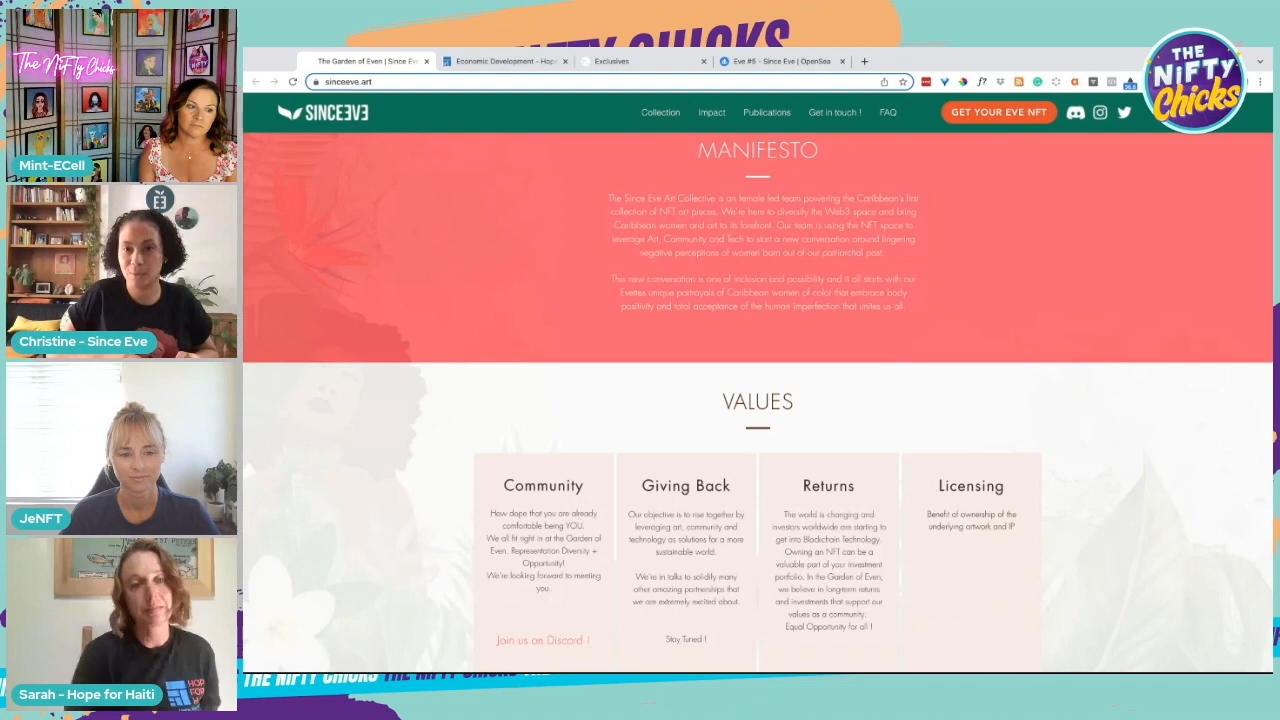 The NiFTy Chicks
Mint-ECell
Christine - Since Eve
JeNFT
HOPE
FOR
Sarah - Hope for Haiti
THE NIFTY CHICKS THE NIFTY CHICKS
THE
NiFTY
Chicks
The Garden of Even | Since Eve
Economic Development - Hope
Exclusives
Eve #5 - Since Eve | OpenSea
sinceeve.art
SINCEEVE
Collection
Impact
Publications
Get in touch !
FAQ
GET YOUR EVE NFT
MANIFESTO
The Since Eve Art Collective is an female led team powering the Caribbean's first
collection of NFT art pieces. We're here to diversify the Web3 space and bring
Caribbean women and art to its forefront. Our team is using the NFT space to
leverage Art, Community and Tech to start a new conversation around lingering
negative perceptions of women born out of our patriarchal past.
This new conversation is one of inclusion and possibility and it all starts with our
Evettes unique portrayals of Caribbean women of color that embrace body
positivity and total acceptance of the human imperfection that unites us all.
VALUES
Community
How dope that you are already
comfortable being YOU.
We all fit right in at the Garden of
Even. Representation Diversity +
Opportunity!
We're looking forward to meeting
you.
Join us on Discord !
Giving Back
Our objective is to rise together by
leveraging art, community and
technology as solutions for a more
sustainable world.
We're in talks to solidify many
other amazing partnerships that
we are extremely excited about.
Stay Tuned !
Returns
The world is changing and
investors worldwide are starting to
get into Blockchain Technology.
Owning an NFT can be a
valuable part of your investment
portfolio. In the Garden of Even,
we believe in long-term returns
and investments that support our
values as a community.
Equal Opportunity for all !
Licensing
Benefit of ownership of the
underlying artwork and IP